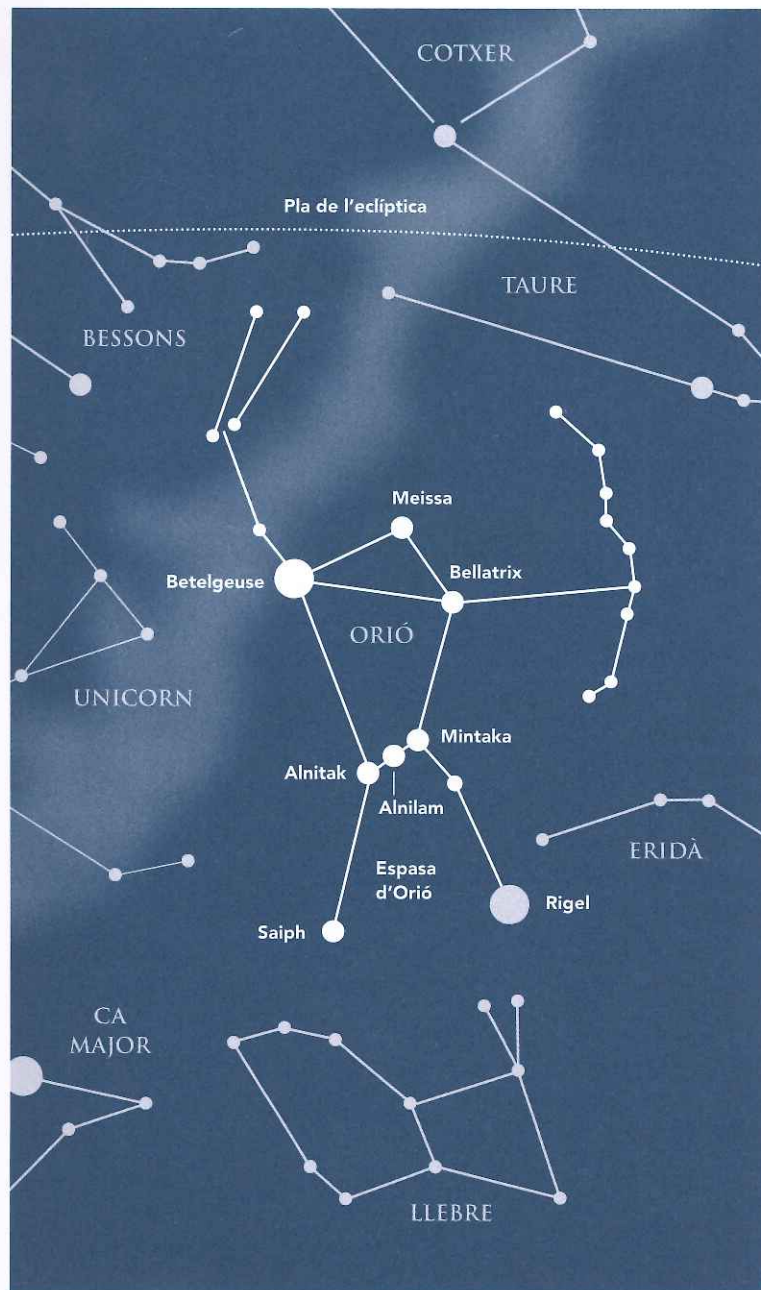 COTXER
Pla de l'eclíptica
TAURE
BESSONS
Meissa
Betelgeuse
Bellatrix
ORIÓ
UNICORN
Mintaka
Alnitak
Alnilam
ERIDÀ
Espasa
d'Orió
Rigel
Saiph
CA
MAJOR
LLEBRE